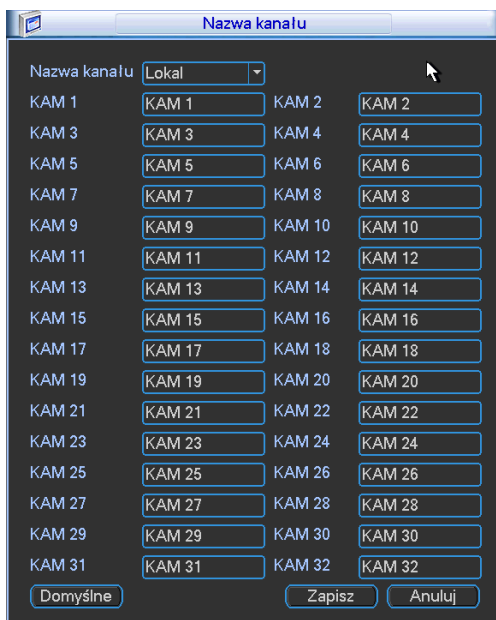 Nazwa kanału
Nazwa kanału Lokal
KAM 1 KAM 1 KAM 2 KAM 2
KAM 3 KAM 3 KAM 4 KAM 4
KAM 5 KAM 5 KAM 6 KAM 6
KAM 7 KAM 7 KAM 8 KAM 8
KAM 9 KAM 9 KAM 10 KAM 10
KAM 11 KAM 11 KAM 12 KAM 12
KAM 13 KAM 13 KAM 14 KAM 14
KAM 15 KAM 15 KAM 16 KAM 16
KAM 17 KAM 17 KAM 18 KAM 18
KAM 19 KAM 19 KAM 20 KAM 20
KAM 21 KAM 21 KAM 22 KAM 22
KAM 23 KAM 23 KAM 24 KAM 24
KAM 25 KAM 25 KAM 26 KAM 26
KAM 27 KAM 27 KAM 28 KAM 28
KAM 29 KAM 29 KAM 30 KAM 30
KAM 31 KAM 31 KAM 32 KAM 32
Domyślne Zapisz Anuluj